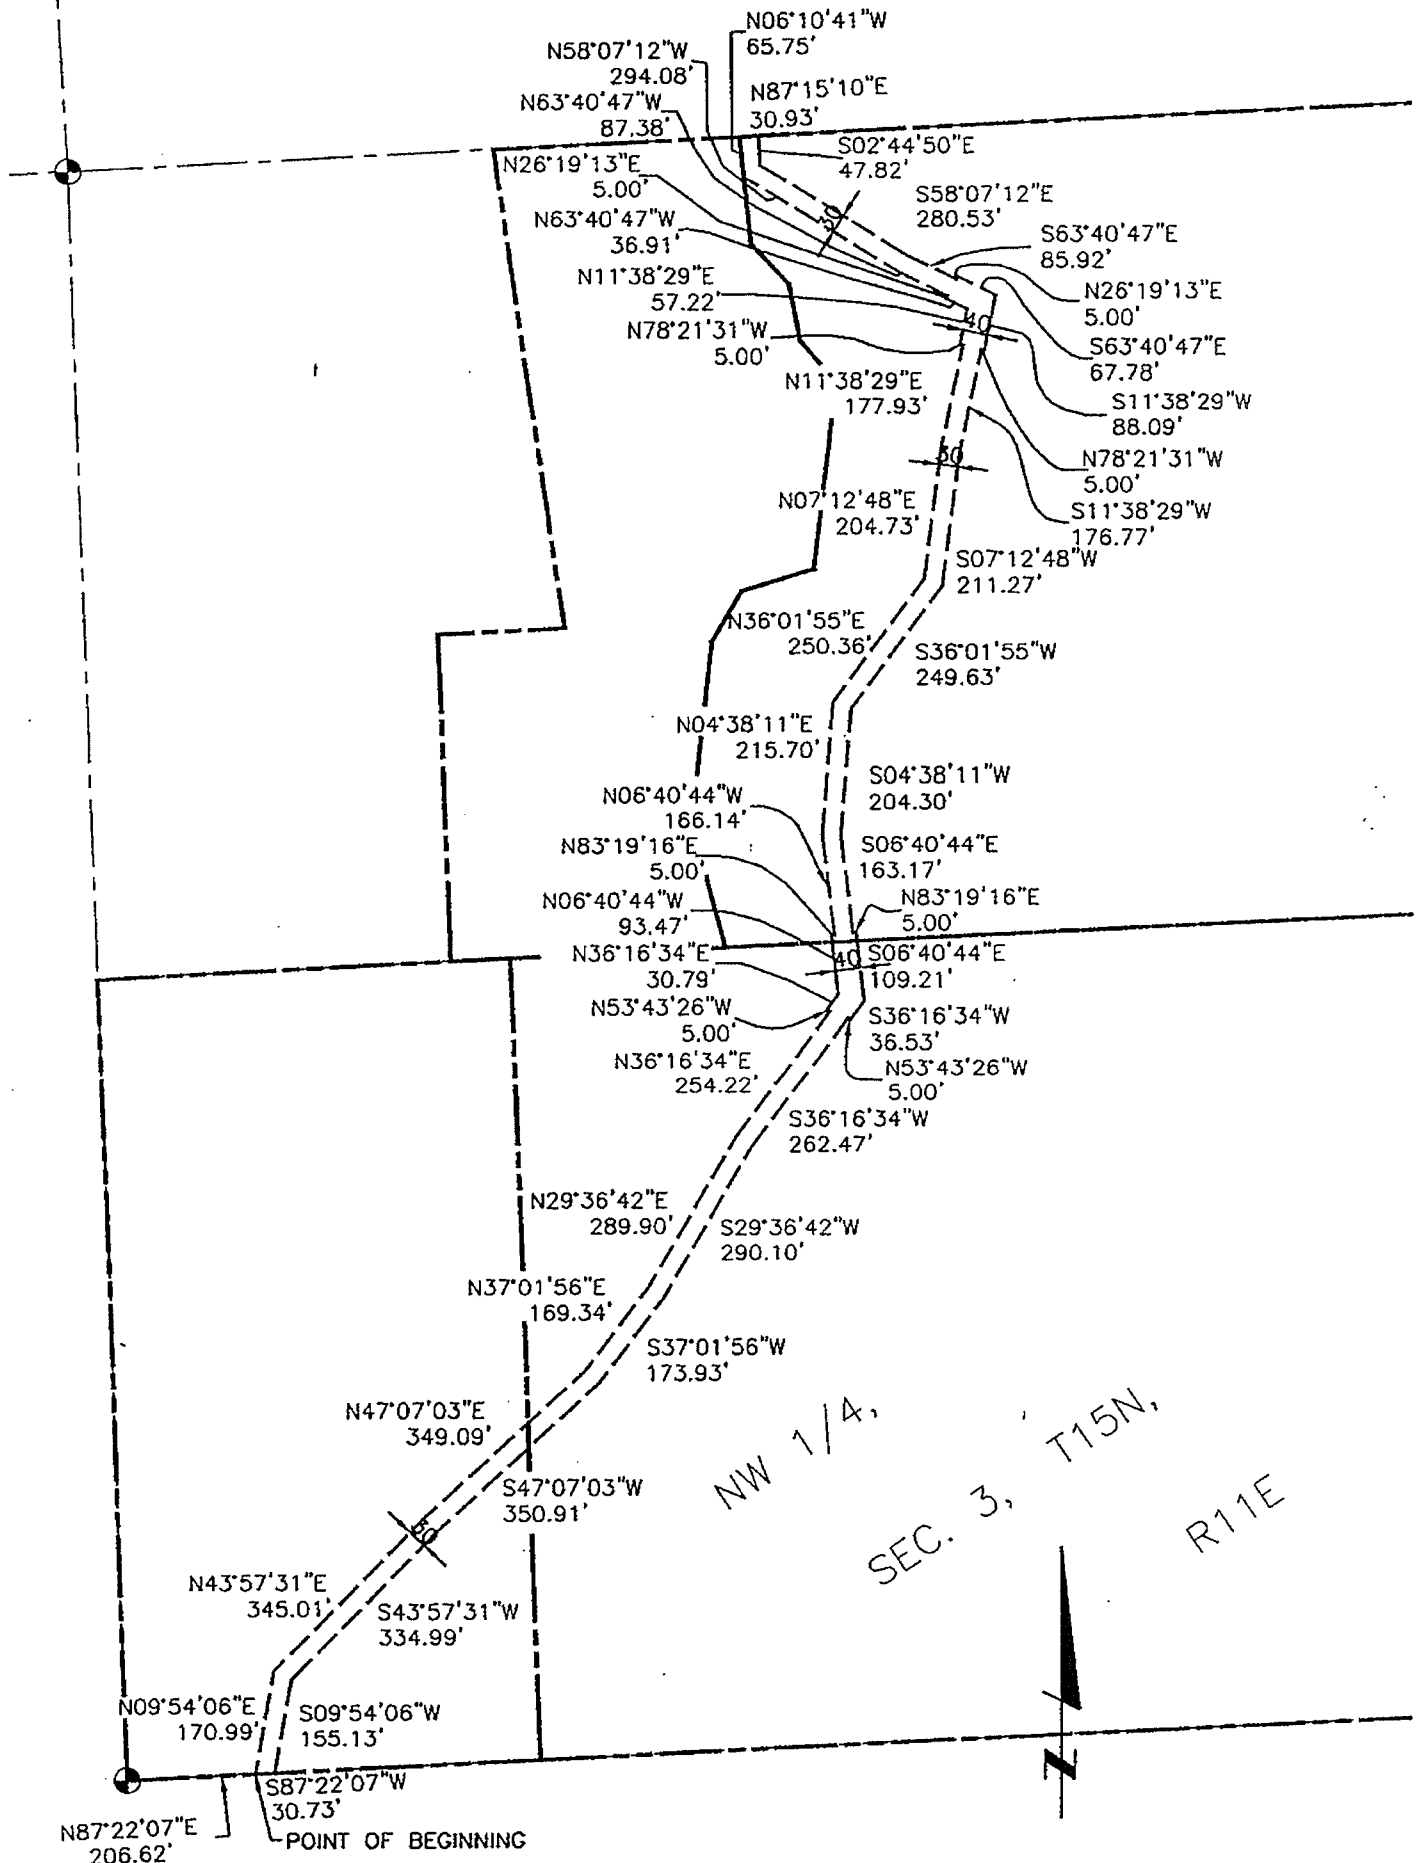 N06°10'41"W
65.75'
N58°07'12"W
294.08'
N63°40'47"W
87.38'
N87°15'10"E
30.93'
S02°44'50"E
47.82'
N26°19'13"E
5.00'
S58°07'12"E
280.53'
30
N63°40'47"W
36.91'
S63°40'47"E
85.92'
N11°38'29"E
57.22'
N26°19'13"E
5.00'
40
N78°21'31"W
5.00'
S63°40'47"E
67.78'
N11°38'29"E
177.93'
S11°38'29"W
88.09'
30
N78°21'31"W
5.00'
N07°12'48"E
204.73'
S11°38'29"W
176.77'
S07°12'48"W
211.27'
N36°01'55"E
250.36'
S36°01'55"W
249.63'
N04°38'11"E
215.70'
S04°38'11"W
204.30'
N06°40'44"W
166.14'
N83°19'16"E
5.00'
S06°40'44"E
163.17'
N06°40'44"W
93.47'
N83°19'16"E
5.00'
N36°16'34"E
30.79'
40
S06°40'44"E
109.21'
N53°43'26"W
5.00'
S36°16'34"W
36.53'
N36°16'34"E
254.22'
N53°43'26"W
5.00'
S36°16'34"W
262.47'
N29°36'42"E
289.90'
S29°36'42"W
290.10'
N37°01'56"E
169.34'
S37°01'56"W
173.93'
N47°07'03"E
349.09'
S47°07'03"W
350.91'
NW 1/4,
SEC. 3, T15N,
R11E
30
N43°57'31"E
345.01'
S43°57'31"W
334.99'
N09°54'06"E
170.99'
S09°54'06"W
155.13'
S87°22'07"W
30.73'
N87°22'07"E
206.62'
POINT OF BEGINNING
N